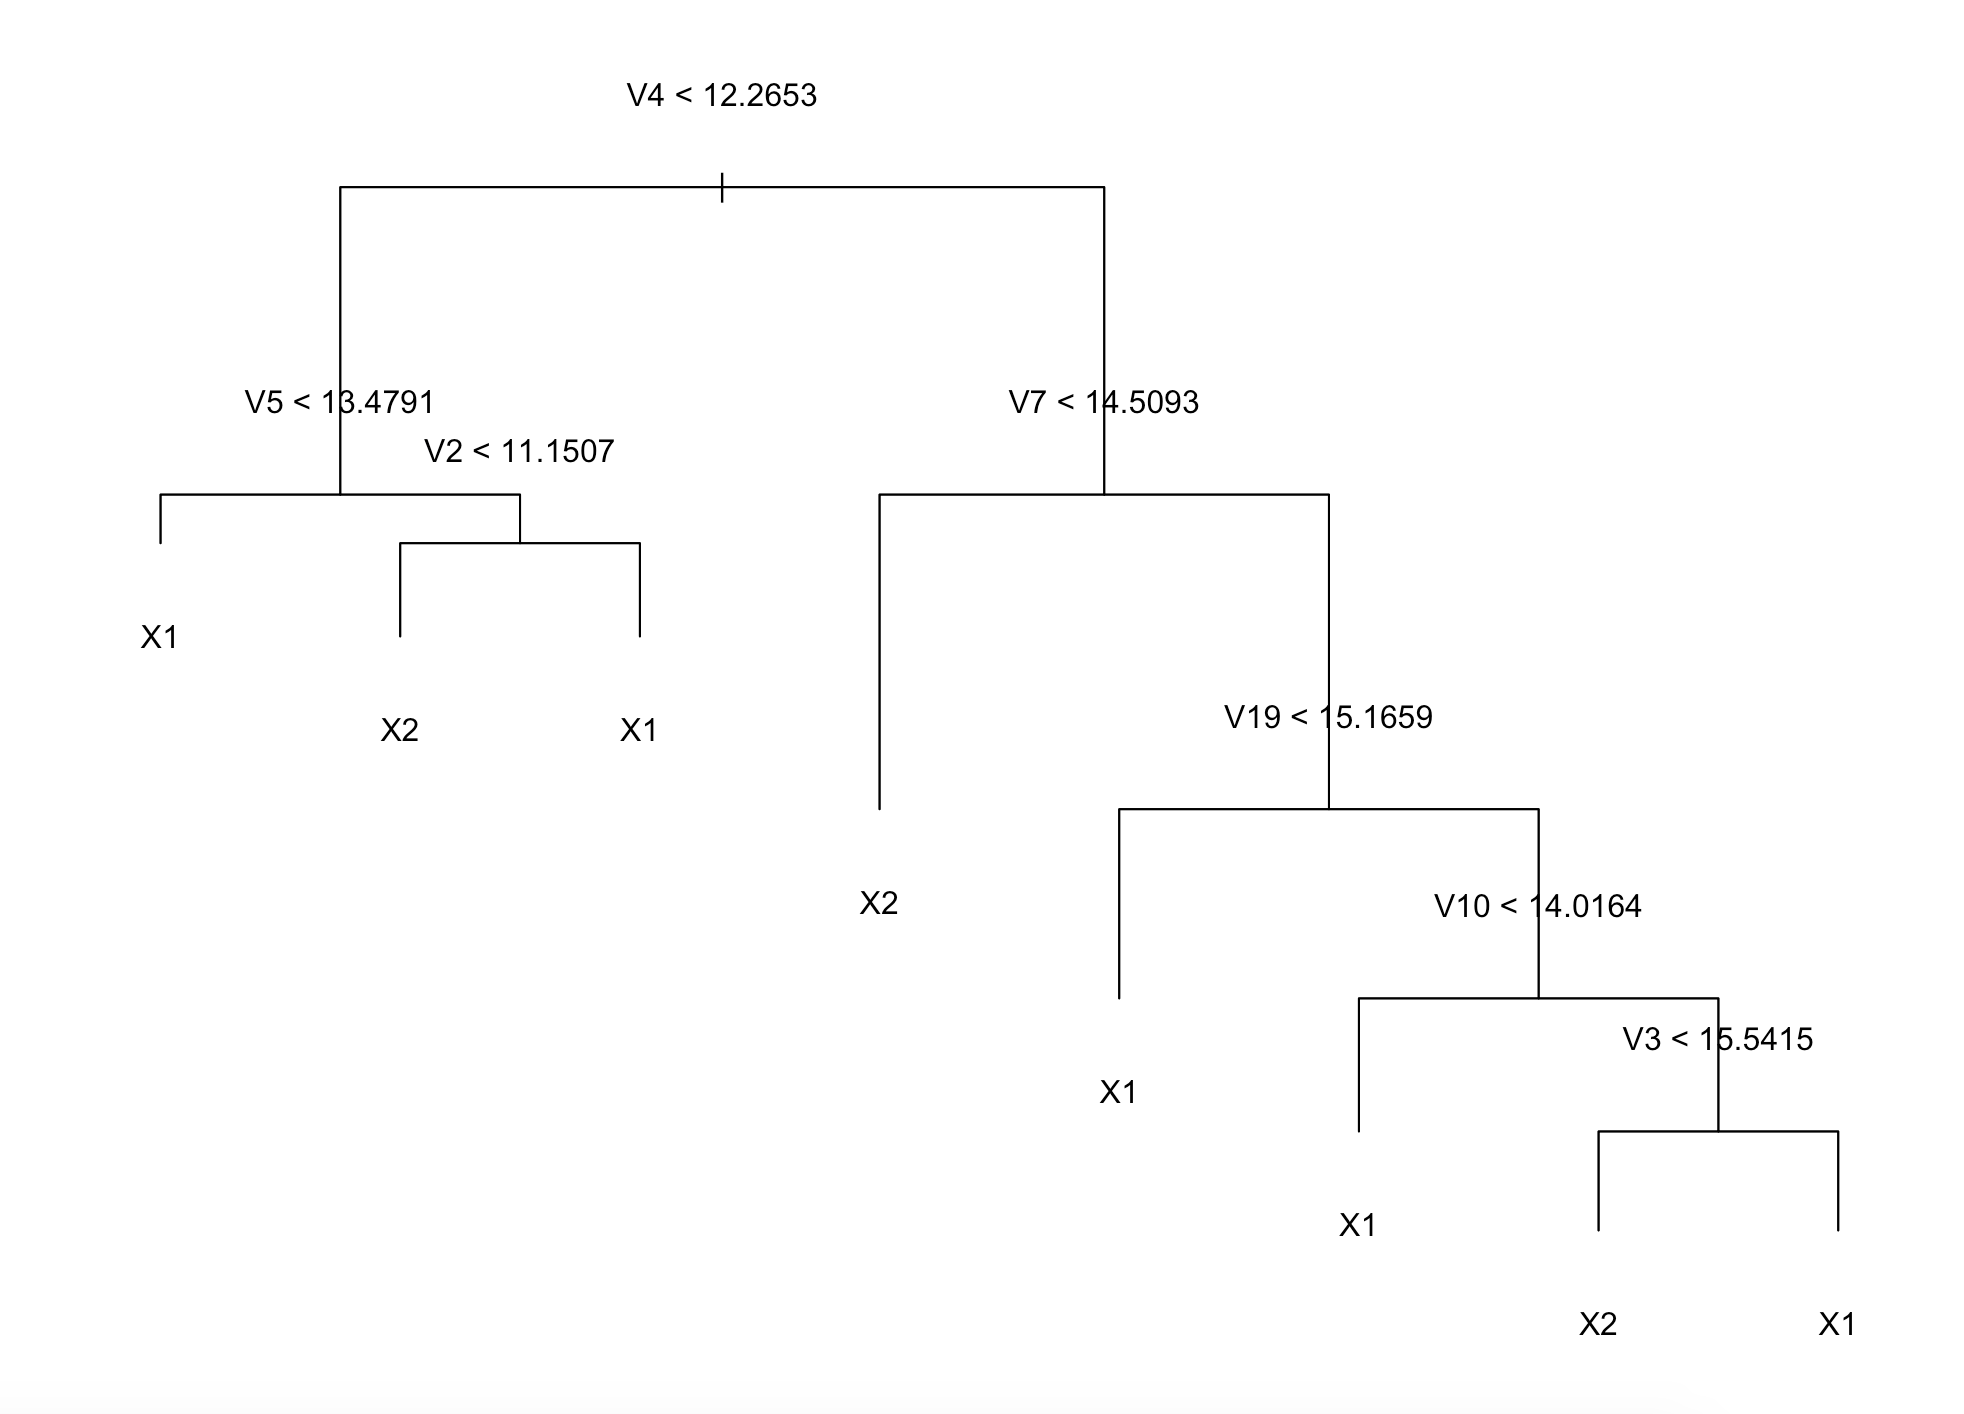 V4 < 12.2653
V5 < 13.4791
V7 < 14.5093
V2 < 11.1507
X1
V19 < 15.1659
X2
X1
X2
V10 < 14.0164
V3 < 15.5415
X1
X1
X2
X1